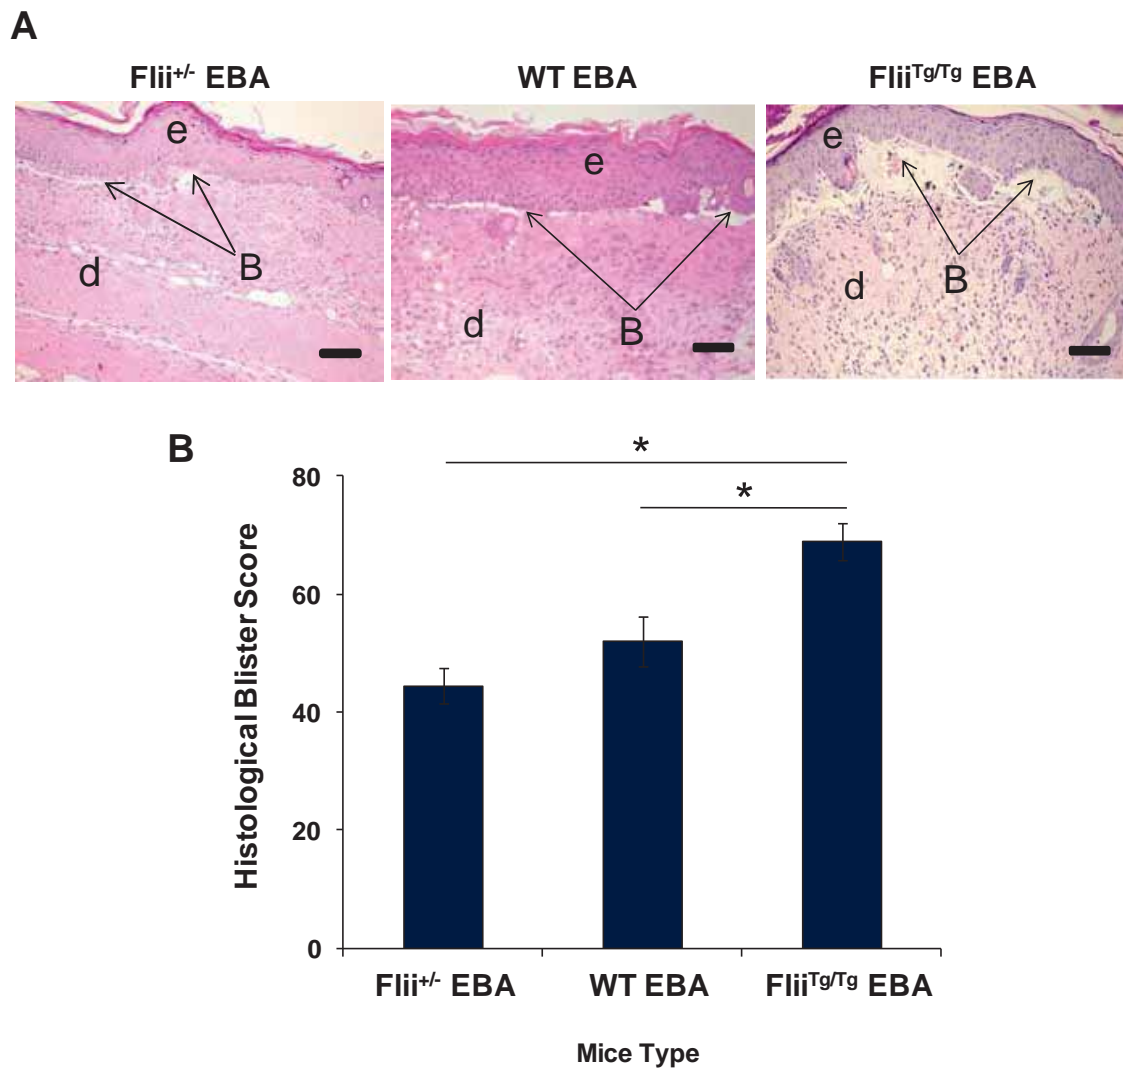 A
Flii+/- EBA WT EBA FliiTg/Tg EBA
e e e
B B B
d d d
B
* 
*
80
60
40
20
0
Histological Blister Score
Flii+/- EBA WT EBA FliiTg/Tg EBA
Mice Type